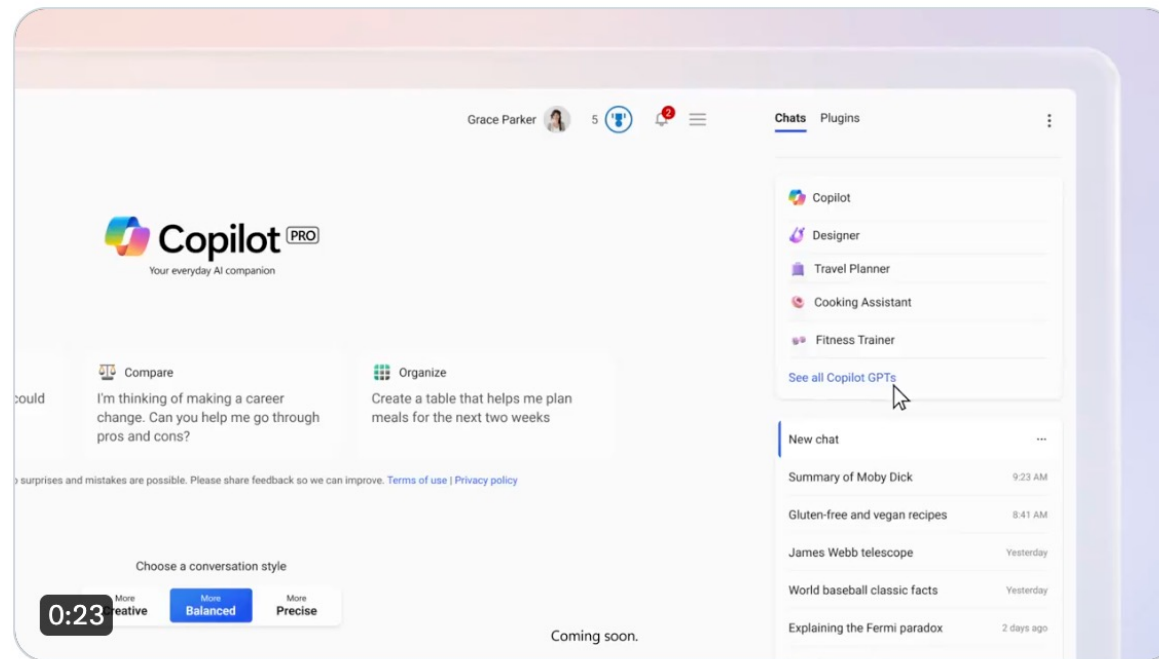 Grace Parker
5
2
Copilot PRO
Your everyday AI companion
could
Compare
I'm thinking of making a career
change. Can you help me go through
pros and cons?
Organize
Create a table that helps me plan
meals for the next two weeks
surprises and mistakes are possible. Please share feedback so we can improve. Terms of use | Privacy policy
Choose a conversation style
More
Creative
More
Balanced
More
Precise
0:23
Coming soon.
Chats Plugins
Copilot
Designer
Travel Planner
Cooking Assistant
Fitness Trainer
See all Copilot GPTs
New chat
Summary of Moby Dick 9:23 AM
Gluten-free and vegan recipes 8:41 AM
James Webb telescope Yesterday
World baseball classic facts Yesterday
Explaining the Fermi paradox 2 days ago